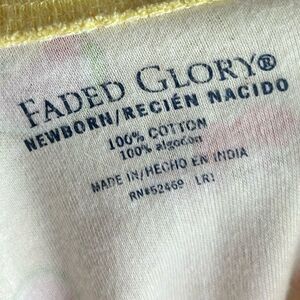 FADED GLORY®
NEWBORN/RECIÉN NACIDO
100% COTTON
100% algodon
MADE IN/HECHO EN INDIA
RN#52469 LR1